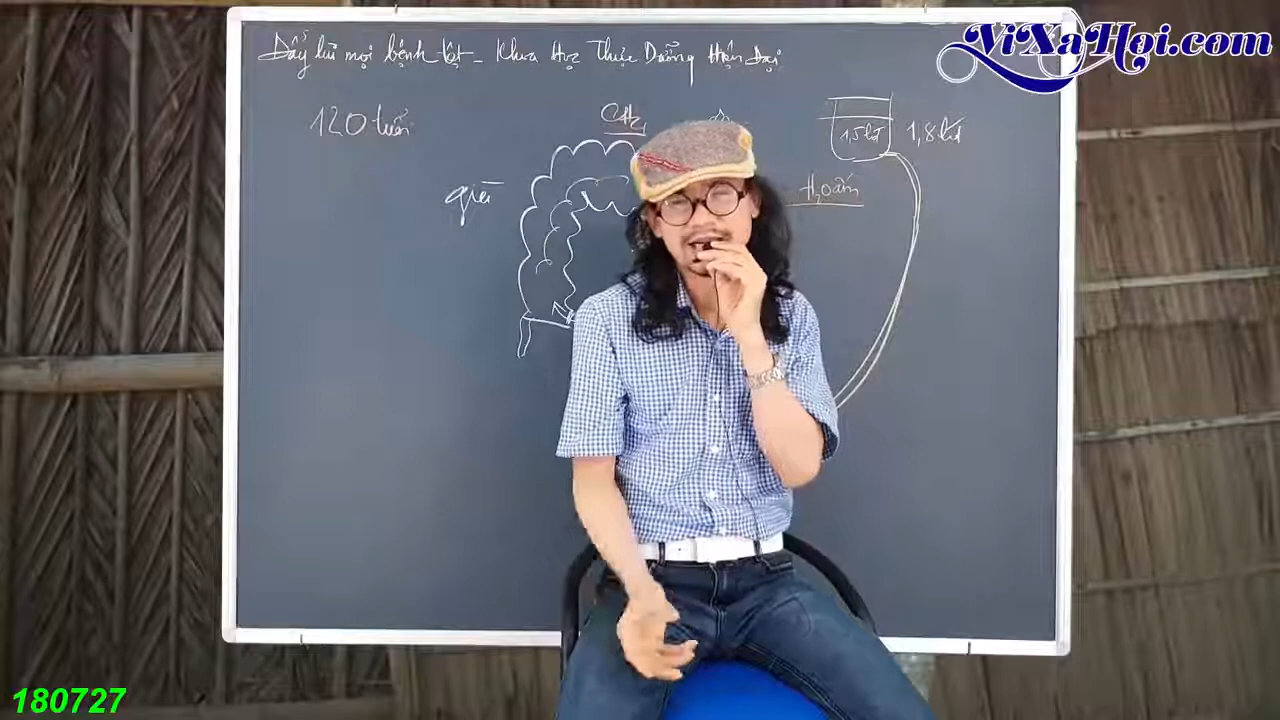 ViXaHoi.com
Đẩy lùi mọi bệnh tật - Khoa Học Thực Dưỡng Hiện Đại
120 tuổi
CH4
1,5 lít 1,8 lít
già
H2O ấm
180727